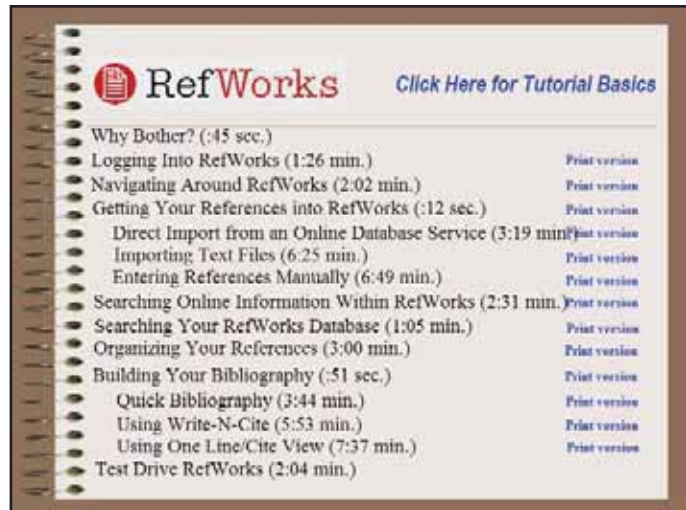 RefWorks Click Here for Tutorial Basics
Why Bother? (:45 sec.)
Logging Into RefWorks (1:26 min.) Print version
Navigating Around RefWorks (2:02 min.) Print version
Getting Your References into RefWorks (:12 sec.) Print version
Direct Import from an Online Database Service (3:19 min.) Print version
Importing Text Files (6:25 min.) Print version
Entering References Manually (6:49 min.) Print version
Searching Online Information Within RefWorks (2:31 min.) Print version
Searching Your RefWorks Database (1:05 min.) Print version
Organizing Your References (3:00 min.) Print version
Building Your Bibliography (:51 sec.) Print version
Quick Bibliography (3:44 min.) Print version
Using Write-N-Cite (5:53 min.) Print version
Using One Line/Cite View (7:37 min.) Print version
Test Drive RefWorks (2:04 min.)